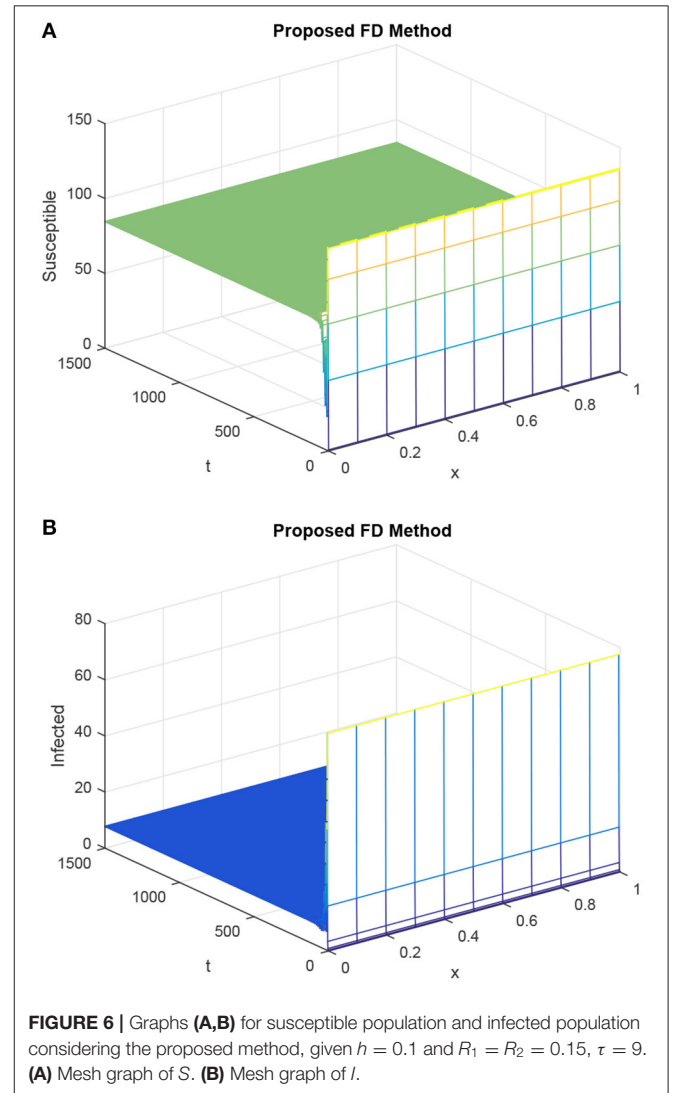 A
Proposed FD Method
150
100
50
0
Susceptible
1500
1000
500
0
t
0
0.2
0.4
0.6
0.8
1
x
B
Proposed FD Method
80
60
40
20
0
Infected
1500
1000
500
0
t
0
0.2
0.4
0.6
0.8
1
x
FIGURE 6 | Graphs (A,B) for susceptible population and infected population
considering the proposed method, given h = 0.1 and R₁ = R₂ = 0.15, τ = 9.
(A) Mesh graph of S. (B) Mesh graph of I.